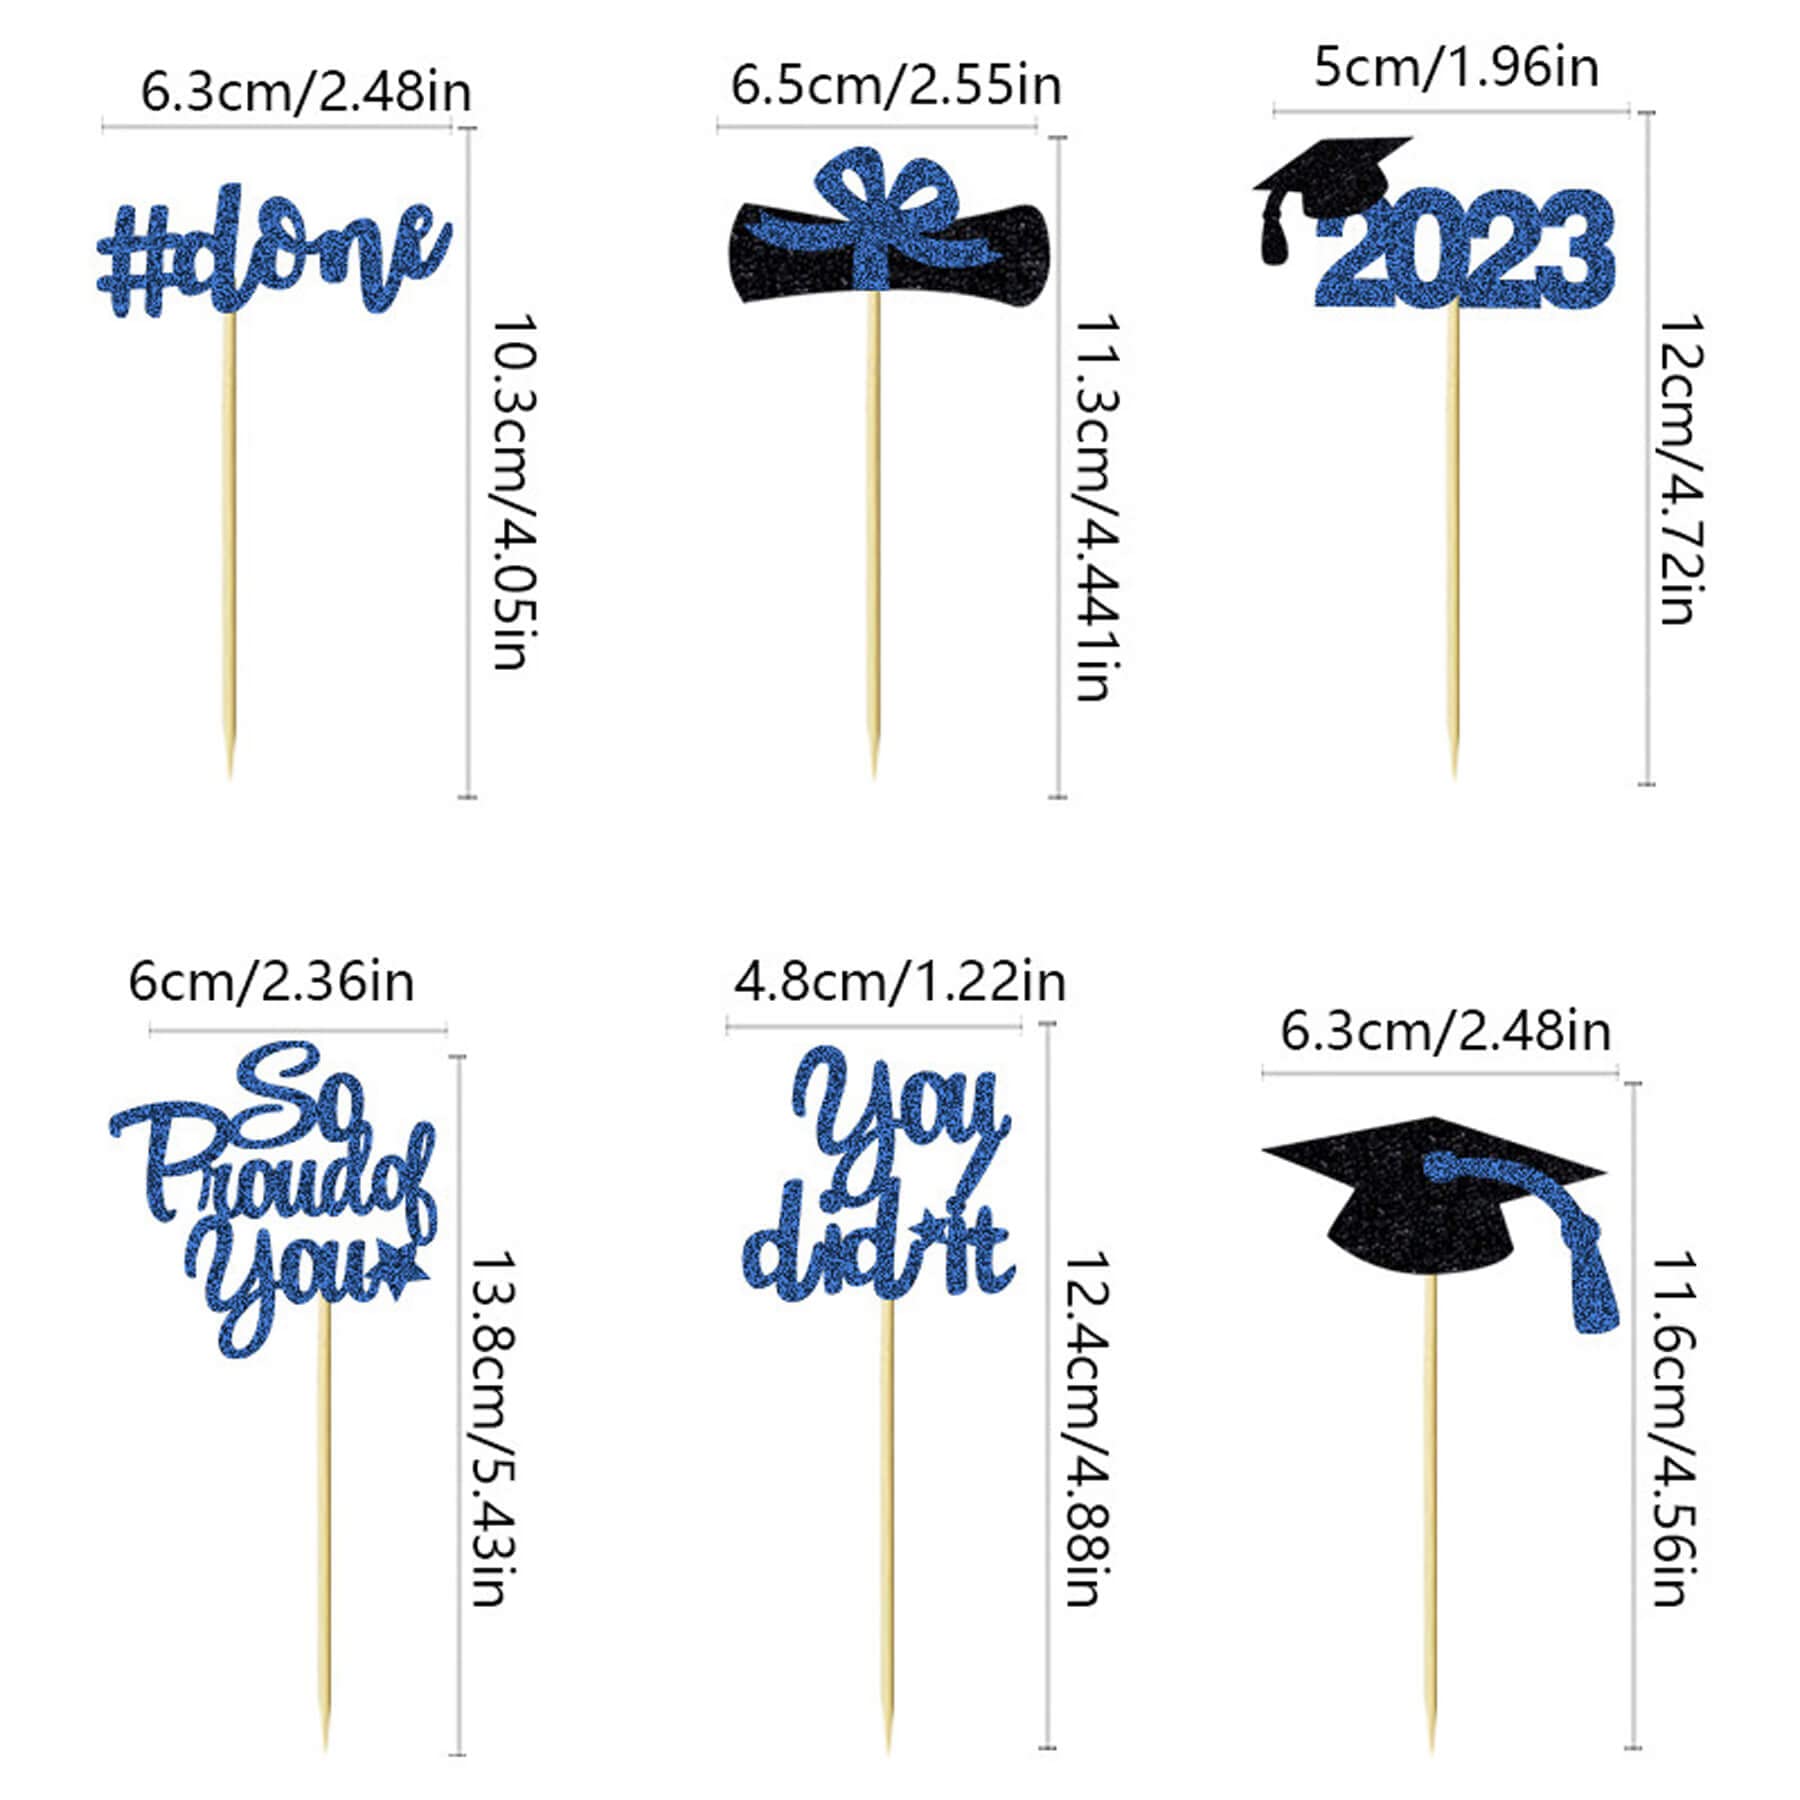 6.3cm/2.48in
6.5cm/2.55in
5cm/1.96in
#done
2023
10.3cm/4.05in
11.3cm/4.441in
12cm/4.72in
6cm/2.36in
4.8cm/1.22in
6.3cm/2.48in
So
Proud of
You
You
did it
13.8cm/5.43in
12.4cm/4.88in
11.6cm/4.56in